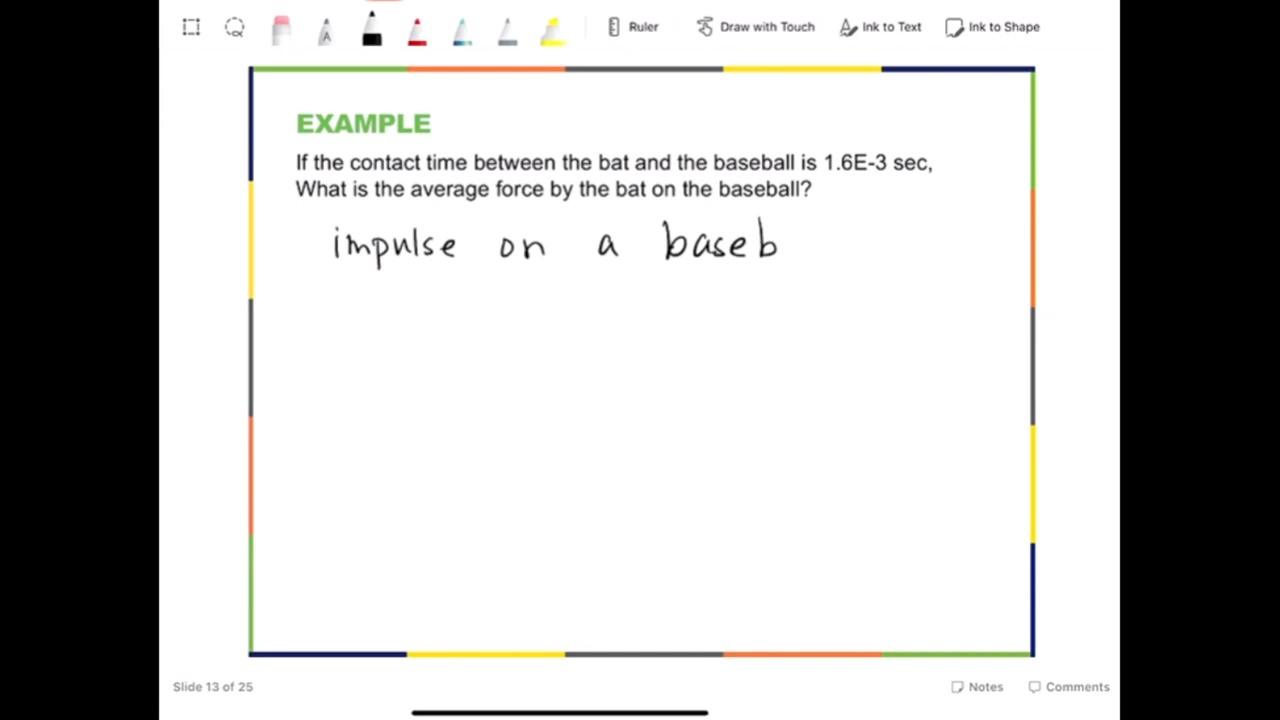 A
Ruler Draw with Touch Ink to Text Ink to Shape
EXAMPLE
If the contact time between the bat and the baseball is 1.6E-3 sec,
What is the average force by the bat on the baseball?
impulse on a baseb
Slide 13 of 25 Notes Comments